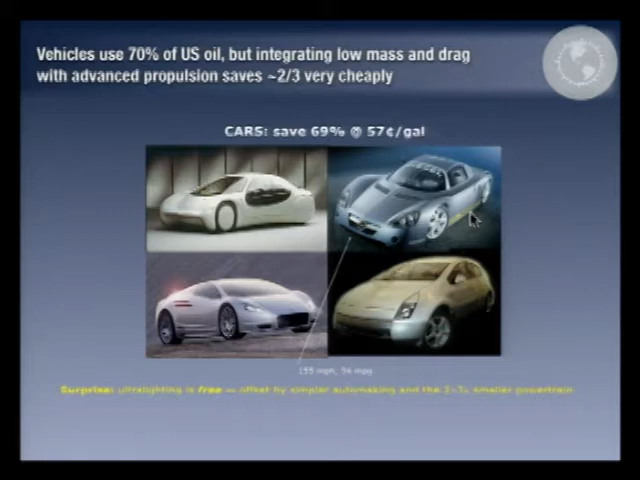 Vehicles use 70% of US oil, but integrating low mass and drag
with advanced propulsion saves ~2/3 very cheaply
CARS: save 69% @ 57¢/gal
155 mph, 94 mpg
Surprise: ultralighting is free — offset by simpler automaking and the 2–3x smaller powertrain